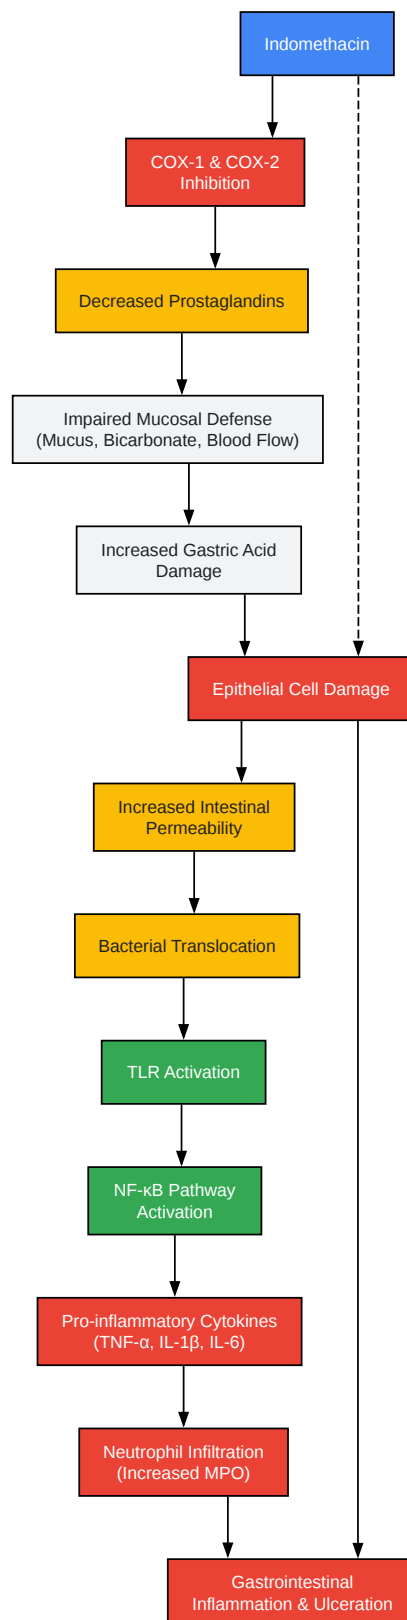 Indomethacin
COX-1 & COX-2
Inhibition
Decreased Prostaglandins
Impaired Mucosal Defense
(Mucus, Bicarbonate, Blood Flow)
Increased Gastric Acid
Damage
Epithelial Cell Damage
Increased Intestinal
Permeability
Bacterial Translocation
TLR Activation
NF-κB Pathway
Activation
Pro-inflammatory Cytokines
(TNF-α, IL-1β, IL-6)
Neutrophil Infiltration
(Increased MPO)
Gastrointestinal
Inflammation & Ulceration